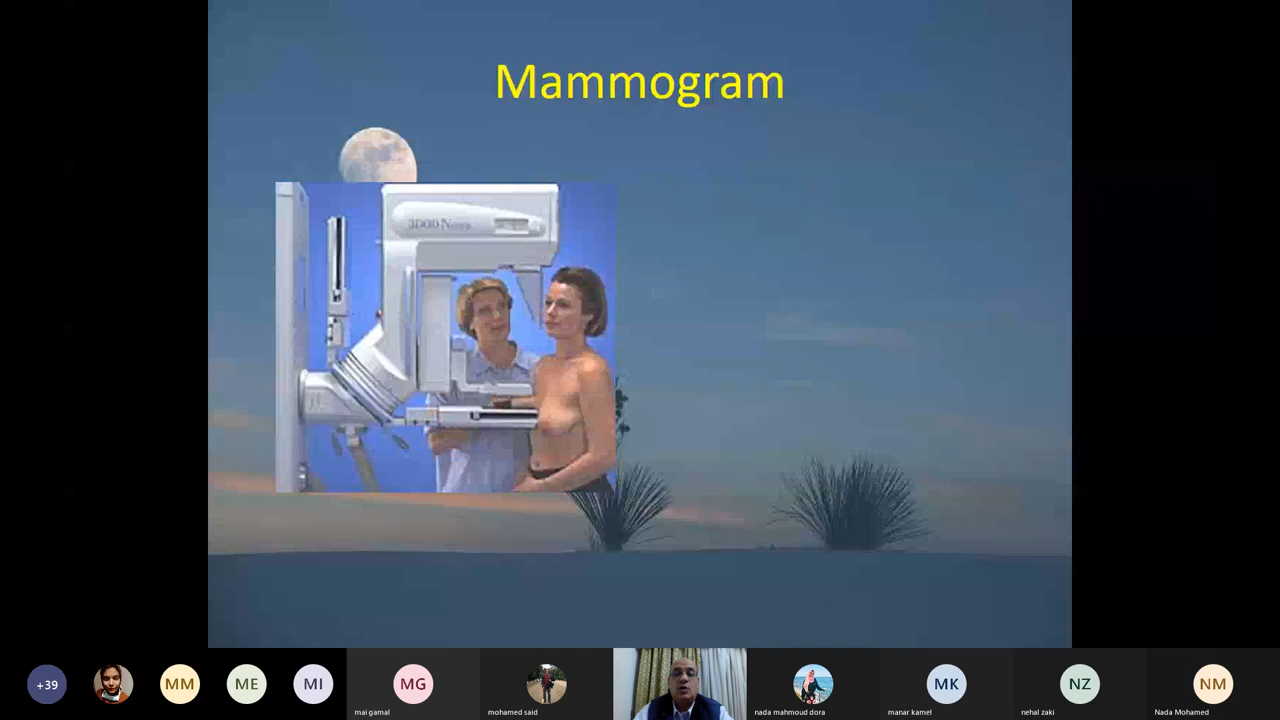 Mammogram
+39
MM
ME
MI
MG
MK
NZ
NM
mai gamal
mohamed said
nada mahmoud dora
manar kamel
nehal zaki
Nada Mohamed